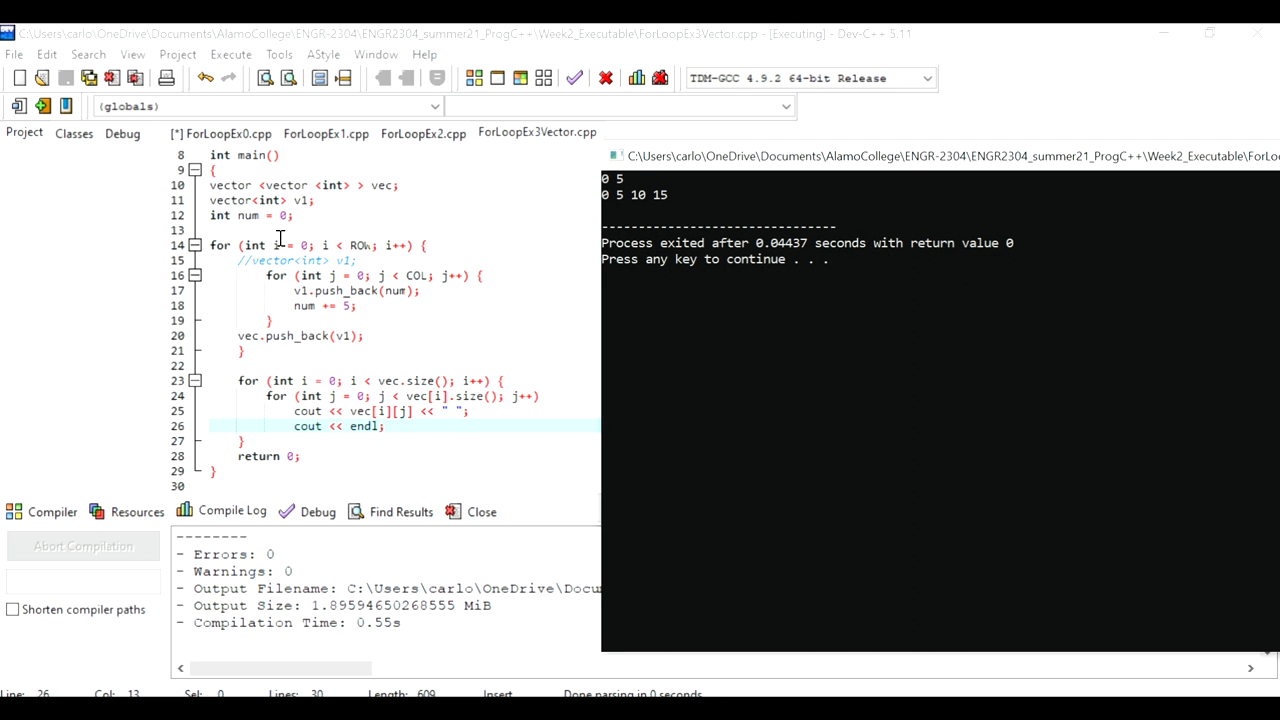 C:\Users\carlo\OneDrive\Documents\AlamoCollege\ENGR-2304\ENGR2304_summer21_ProgC++\Week2_Executable\ForLoopEx3Vector.cpp - [Executing] - Dev-C++ 5.11
File Edit Search View Project Execute Tools AStyle Window Help
TDM-GCC 4.9.2 64-bit Release
(globals)
Project Classes Debug [*] ForLoopEx0.cpp ForLoopEx1.cpp ForLoopEx2.cpp ForLoopEx3Vector.cpp
8 int main()
9 {
10 vector <vector <int> > vec;
11 vector<int> v1;
12 int num = 0;
13
14 for (int i = 0; i < ROW; i++) {
15 //vector<int> v1;
16 for (int j = 0; j < COL; j++) {
17 v1.push_back(num);
18 num += 5;
19 }
20 vec.push_back(v1);
21 }
22
23 for (int i = 0; i < vec.size(); i++) {
24 for (int j = 0; j < vec[i].size(); j++)
25 cout << vec[i][j] << " ";
26 cout << endl;
27 }
28 return 0;
29 }
30
C:\Users\carlo\OneDrive\Documents\AlamoCollege\ENGR-2304\ENGR2304_summer21_ProgC++\Week2_Executable\ForLo
0 5
0 5 10 15
--------------------------------
Process exited after 0.04437 seconds with return value 0
Press any key to continue . . .
Compiler Resources Compile Log Debug Find Results Close
Abort Compilation
Shorten compiler paths
--------
- Errors: 0
- Warnings: 0
- Output Filename: C:\Users\carlo\OneDrive\Docu
- Output Size: 1.89594650268555 MiB
- Compilation Time: 0.55s
Line: 26 Col: 13 Sel: 0 Lines: 30 Length: 609 Insert Done parsing in 0 seconds